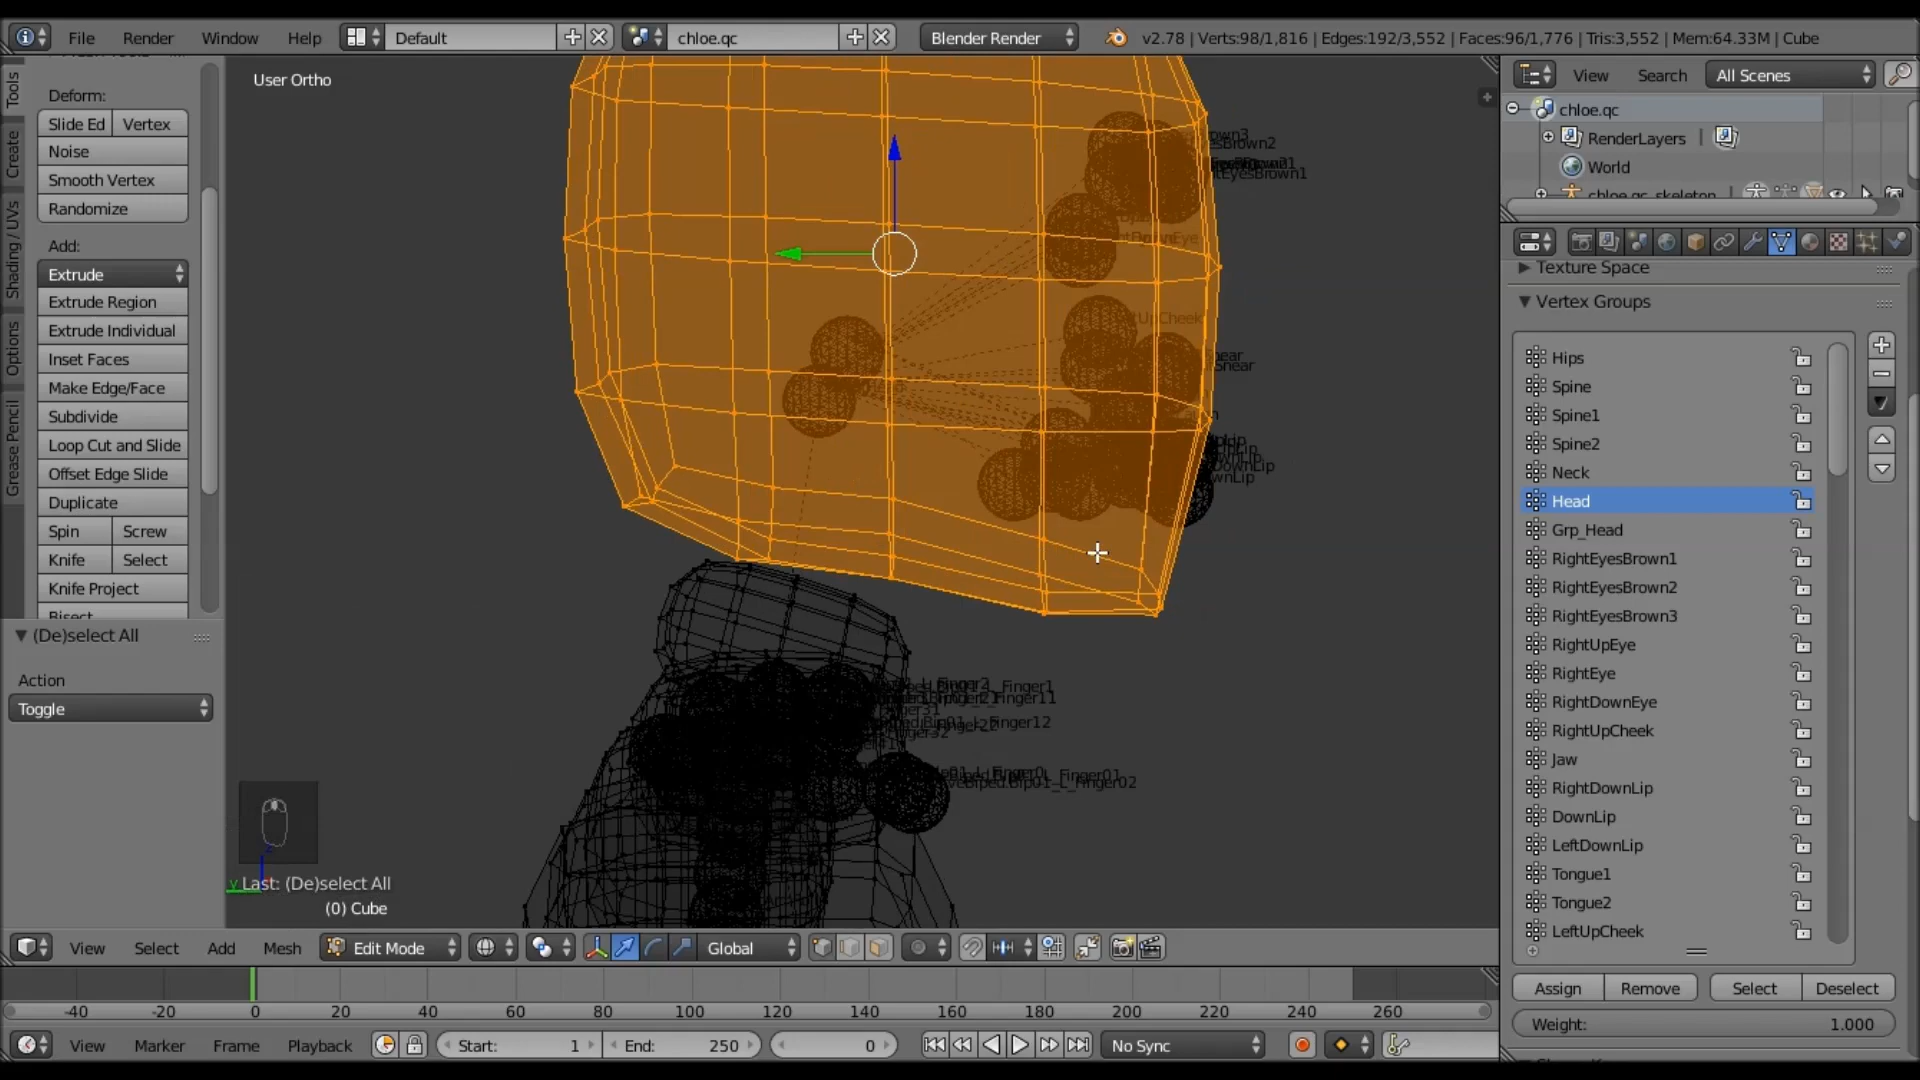 File Render Window Help Default chloe.qc Blender Render v2.78 | Verts:98/1,816 | Edges:192/3,552 | Faces:96/1,776 | Tris:3,552 | Mem:64.33M | Cube
Tools
Create
Shading / UVs
Options
Grease Pencil
Deform:
Slide Ed Vertex
Noise
Smooth Vertex
Randomize
Add:
Extrude
Extrude Region
Extrude Individual
Inset Faces
Make Edge/Face
Subdivide
Loop Cut and Slide
Offset Edge Slide
Duplicate
Spin Screw
Knife Select
Knife Project
Bisect
(De)select All
Action
Toggle
User Ortho
UpCheek
Finger1
Finger11
Finger12
Last: (De)select All
(0) Cube
View Search All Scenes
chloe.qc
RenderLayers
World
chloe.qc_skeleton
Texture Space
Vertex Groups
Hips
Spine
Spine1
Spine2
Neck
Head
Grp_Head
RightEyesBrown1
RightEyesBrown2
RightEyesBrown3
RightUpEye
RightEye
RightDownEye
RightUpCheek
Jaw
RightDownLip
DownLip
LeftDownLip
Tongue1
Tongue2
LeftUpCheek
Assign Remove Select Deselect
Weight: 1.000
View Select Add Mesh Edit Mode Global
-40 -20 0 20 40 60 80 100 120 140 160 180 200 220 240 260
View Marker Frame Playback Start: 1 End: 250 0 No Sync